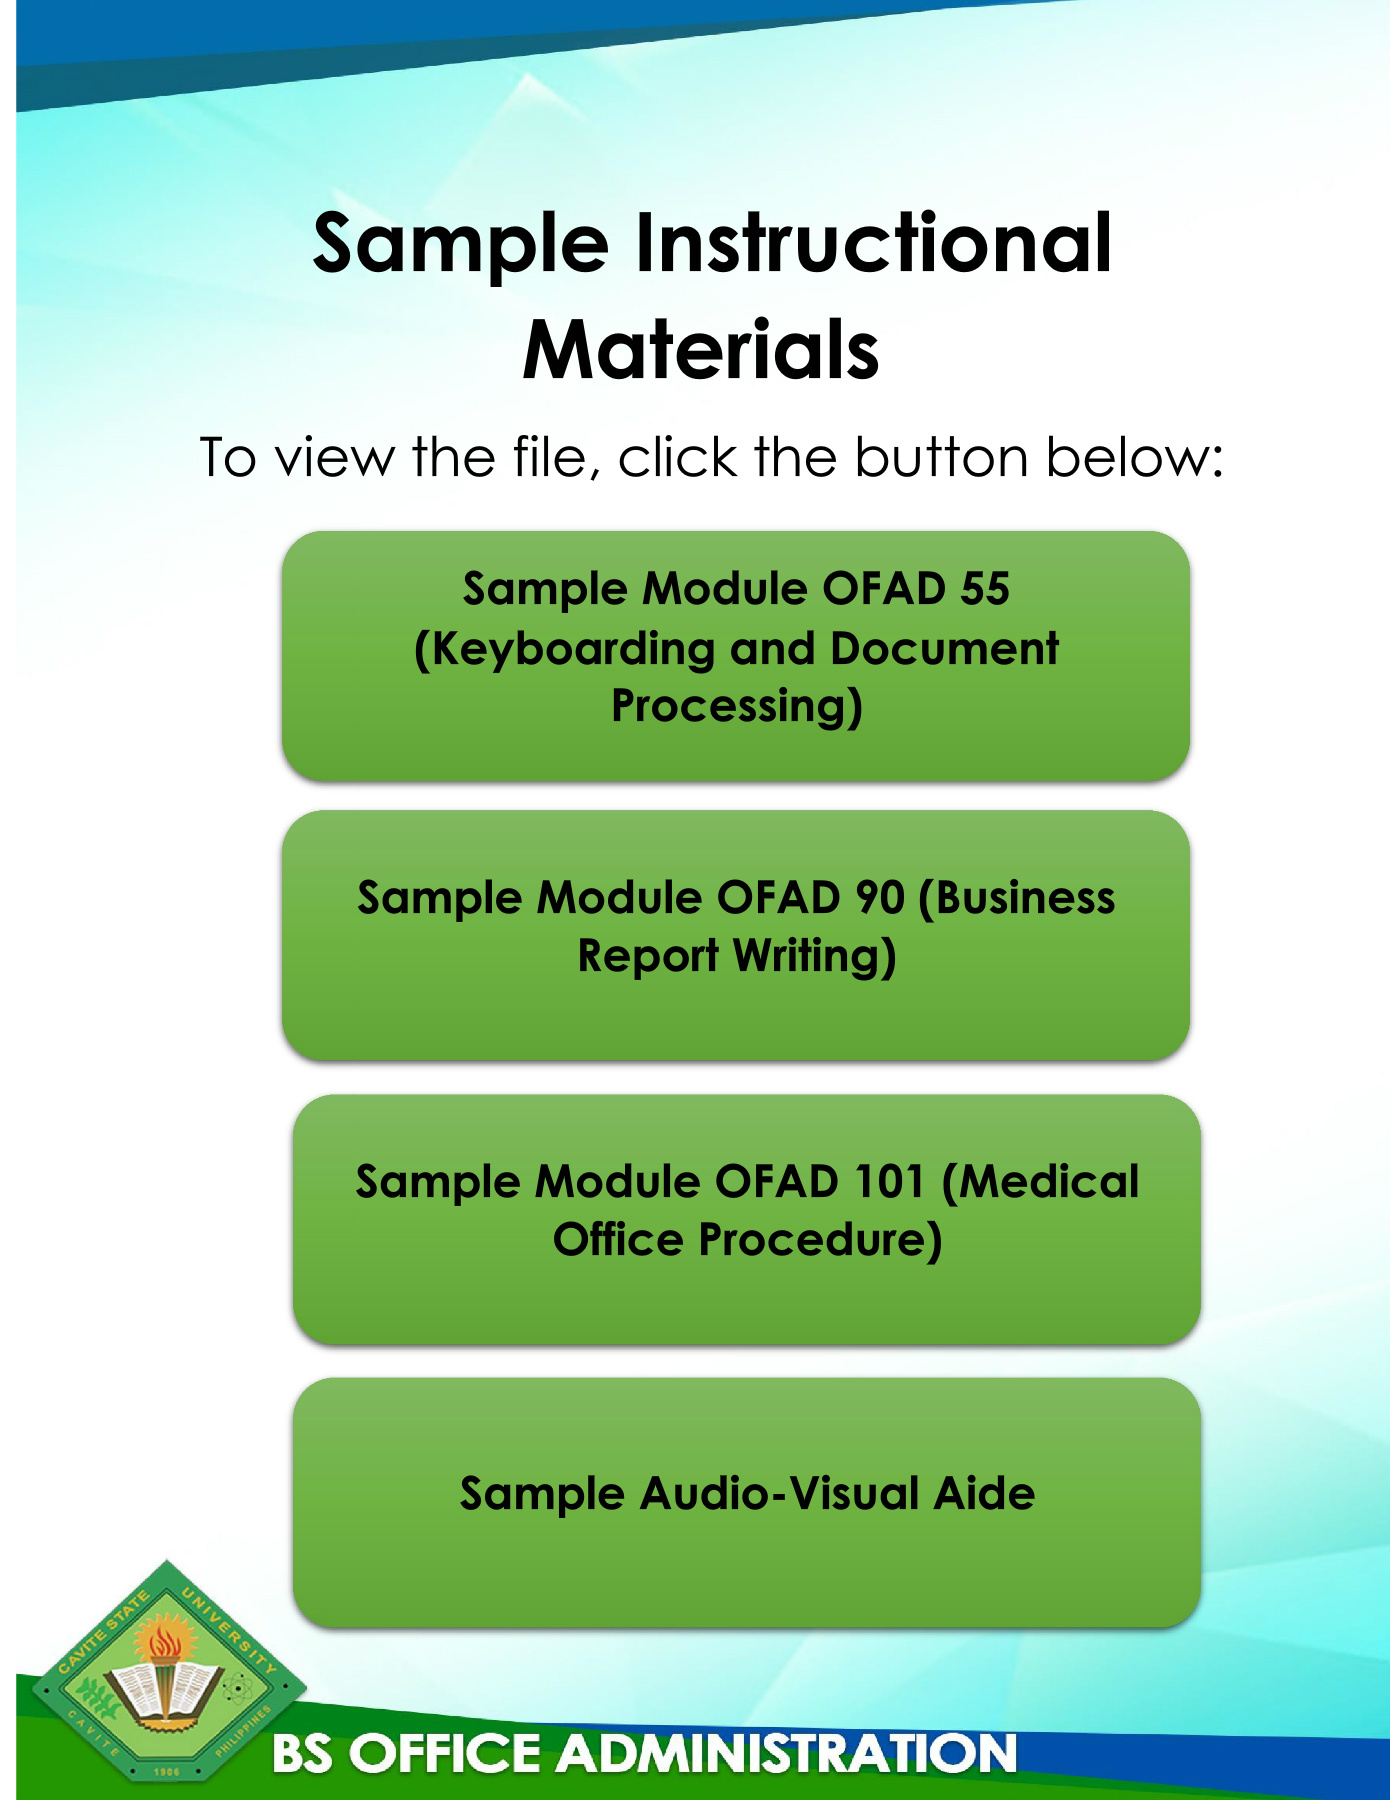 Sample Instructional
Materials
To view the file, click the button below:
Sample Module OFAD 55
(Keyboarding and Document
Processing)
Sample Module OFAD 90 (Business
Report Writing)
Sample Module OFAD 101 (Medical
Office Procedure)
Sample Audio-Visual Aide
CAVITE STATE UNIVERSITY
CAVITE PHILIPPINES
1906
BS OFFICE ADMINISTRATION